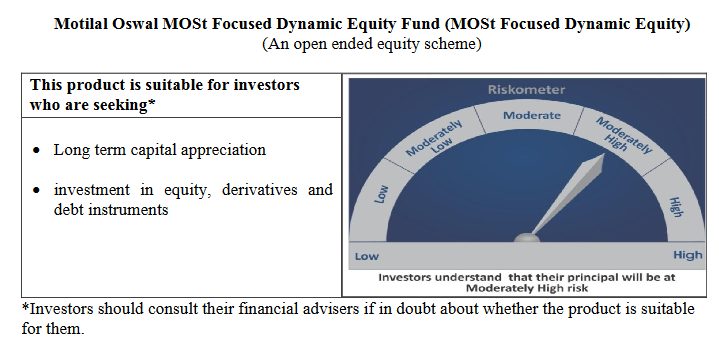 Motilal Oswal MOSt Focused Dynamic Equity Fund (MOSt Focused Dynamic Equity)
(An open ended equity scheme)
This product is suitable for investors
who are seeking*
• Long term capital appreciation
• investment in equity, derivatives and
debt instruments
Riskometer
Low
Moderately
Low
Moderate
Moderately
High
High
Low
High
Investors understand that their principal will be at
Moderately High risk
*Investors should consult their financial advisers if in doubt about whether the product is suitable
for them.